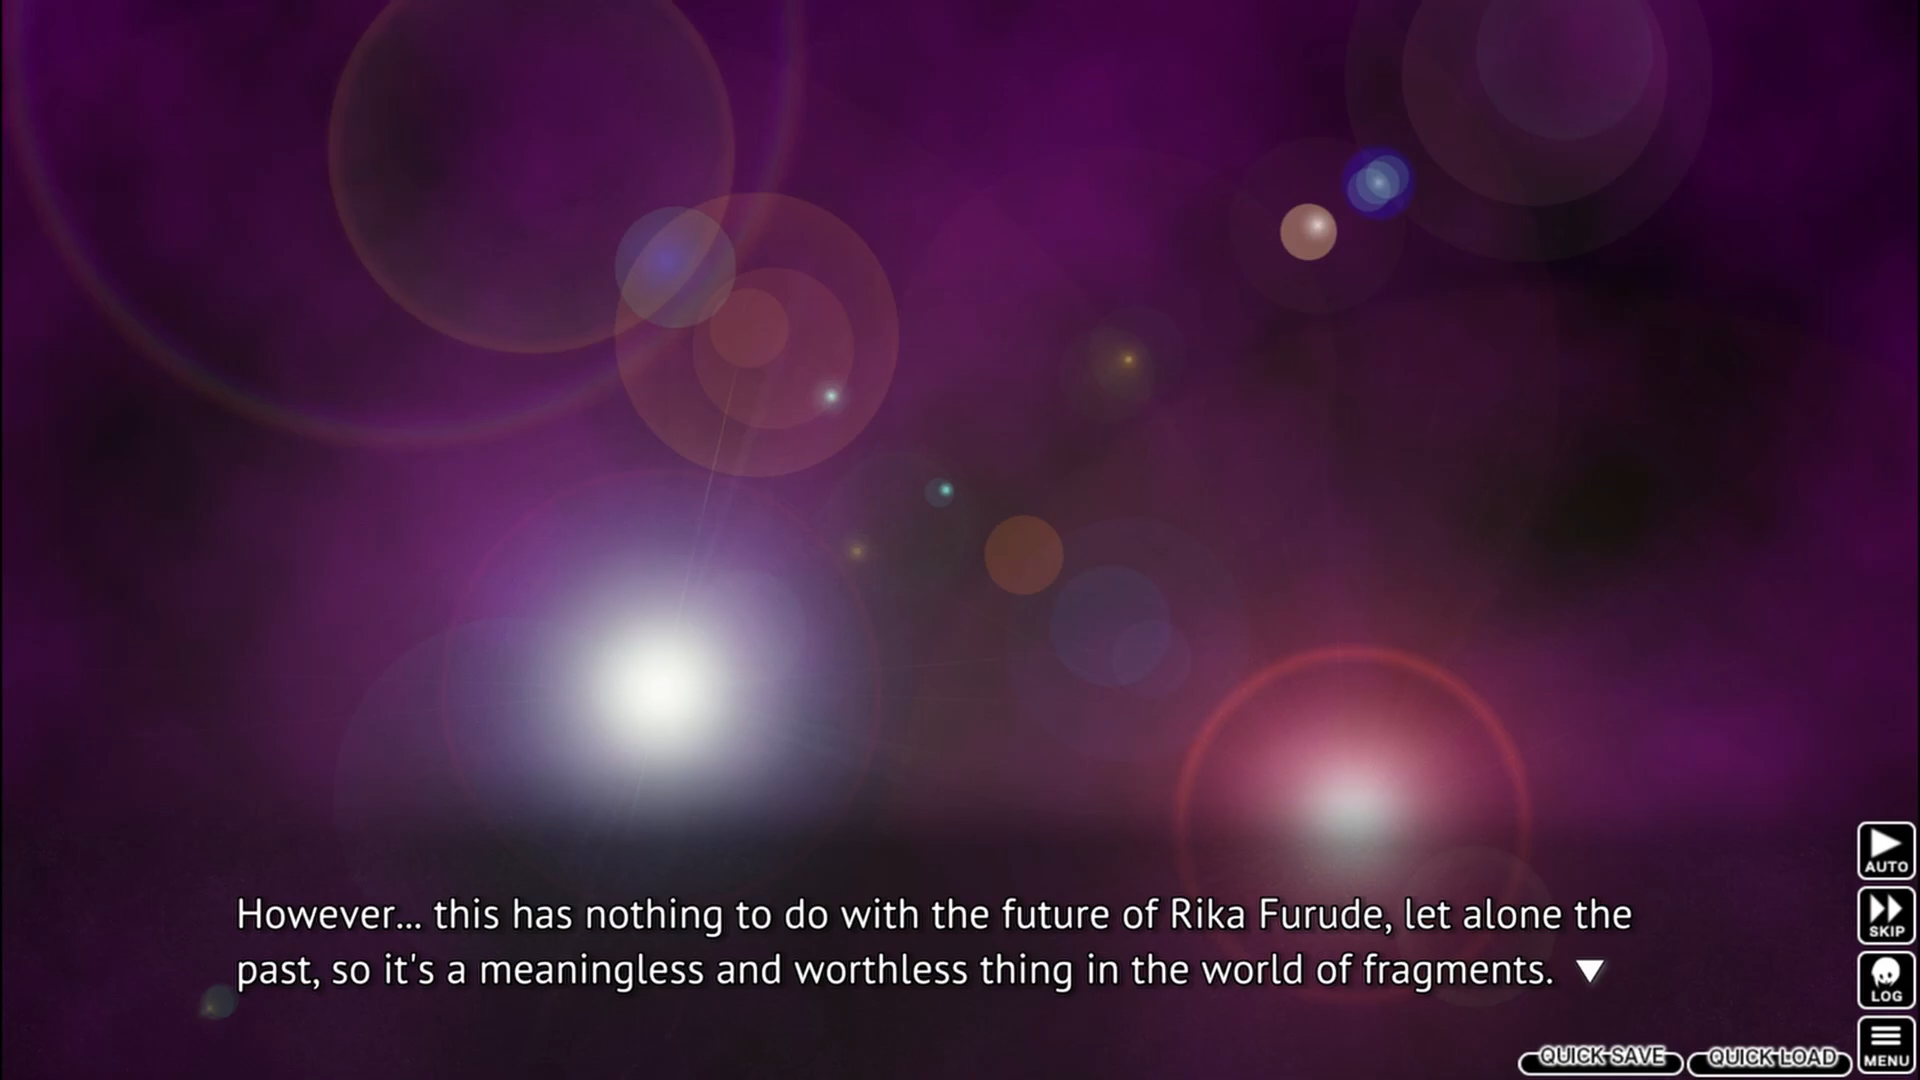 However... this has nothing to do with the future of Rika Furude, let alone the
past, so it's a meaningless and worthless thing in the world of fragments.
AUTO
SKIP
LOG
MENU
QUICK SAVE
QUICK LOAD